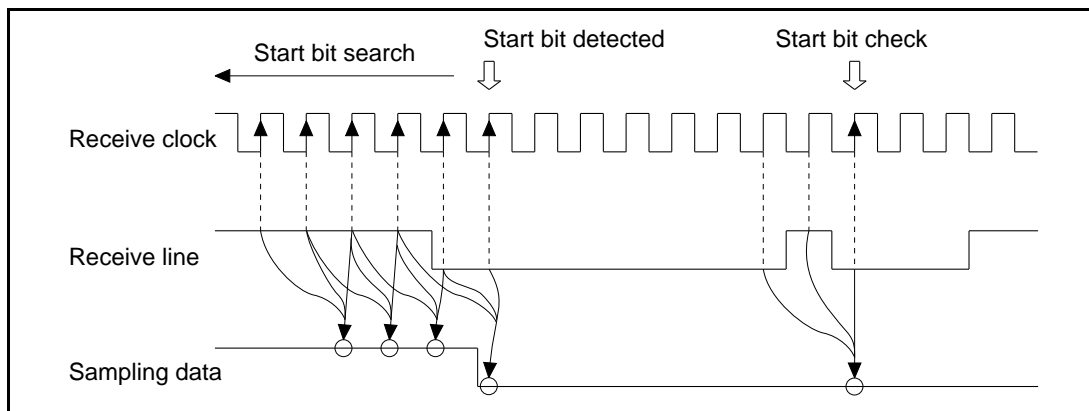 Start bit search
Start bit detected
Start bit check
Receive clock
Receive line
Sampling data